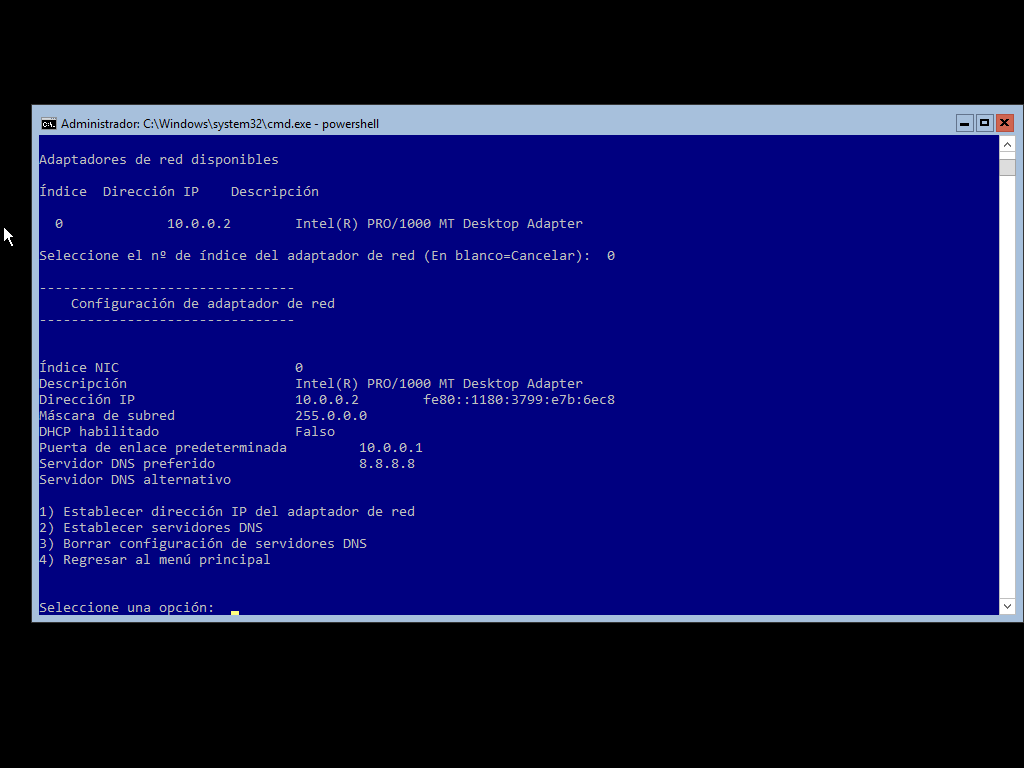 Administrador: C:\Windows\system32\cmd.exe - powershell
Adaptadores de red disponibles
Índice  Dirección IP    Descripción
0             10.0.0.2        Intel(R) PRO/1000 MT Desktop Adapter
Seleccione el nº de índice del adaptador de red (En blanco=Cancelar):  0
--------------------------------
Configuración de adaptador de red
--------------------------------
Índice NIC                      0
Descripción                     Intel(R) PRO/1000 MT Desktop Adapter
Dirección IP                    10.0.0.2        fe80::1180:3799:e7b:6ec8
Máscara de subred               255.0.0.0
DHCP habilitado                 Falso
Puerta de enlace predeterminada         10.0.0.1
Servidor DNS preferido                  8.8.8.8
Servidor DNS alternativo
1) Establecer dirección IP del adaptador de red
2) Establecer servidores DNS
3) Borrar configuración de servidores DNS
4) Regresar al menú principal
Seleccione una opción: